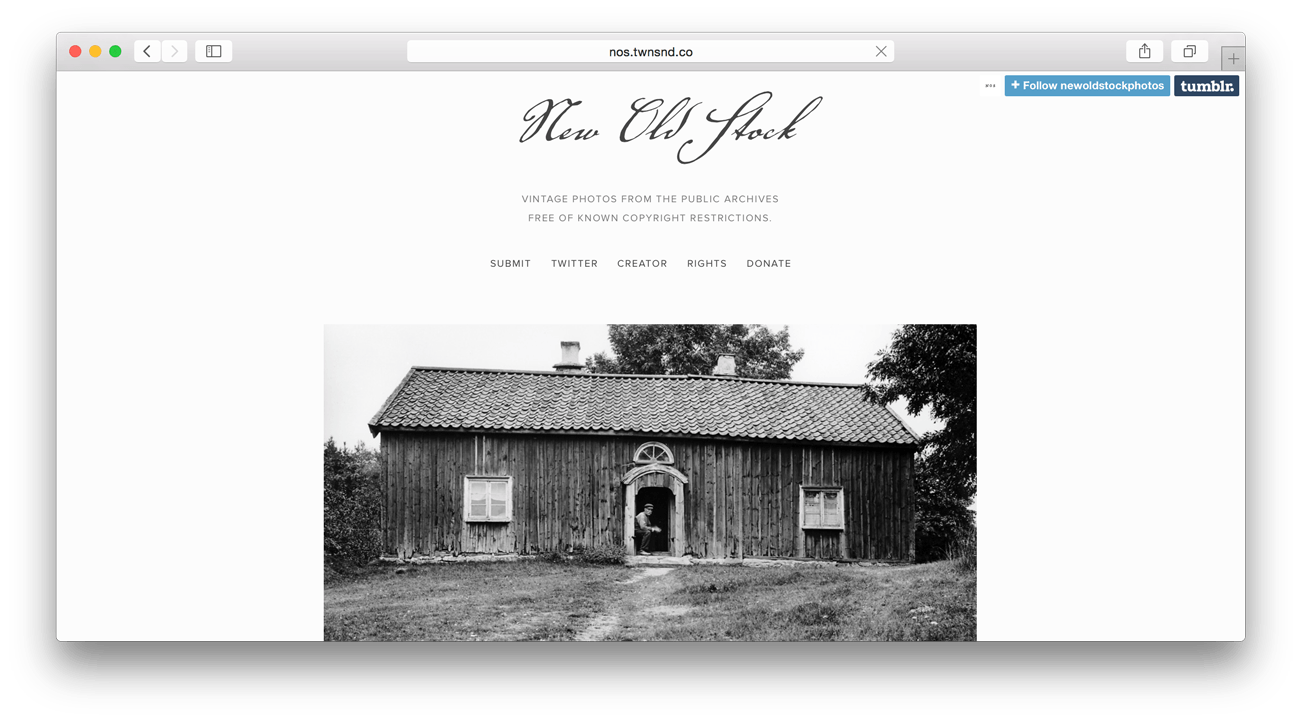 nos.twnsnd.co
+ Follow newoldstockphotos
tumblr.
New Old Stock
VINTAGE PHOTOS FROM THE PUBLIC ARCHIVES
FREE OF KNOWN COPYRIGHT RESTRICTIONS.
SUBMIT TWITTER CREATOR RIGHTS DONATE